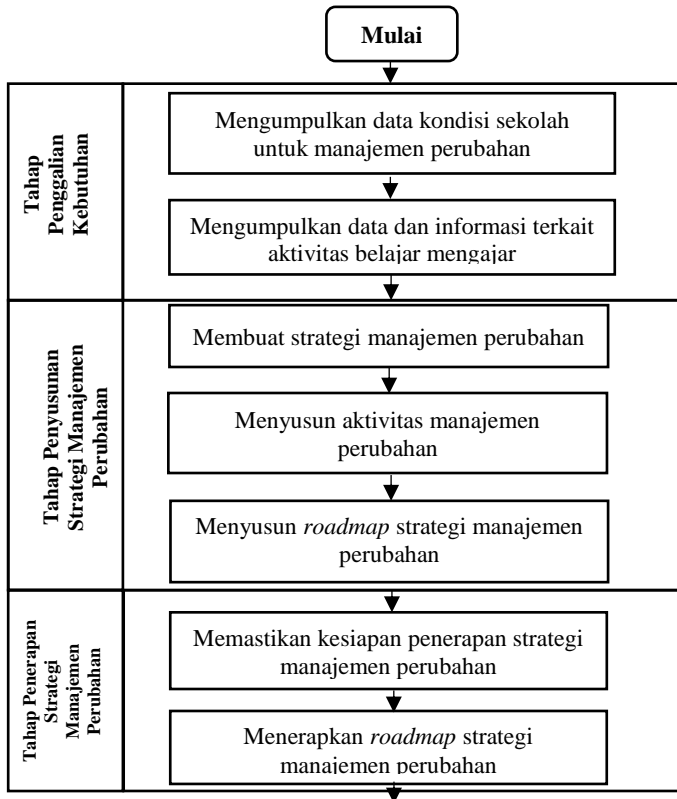 Mulai
Tahap
Penggalian
Kebutuhan
Mengumpulkan data kondisi sekolah
untuk manajemen perubahan
Mengumpulkan data dan informasi terkait
aktivitas belajar mengajar
Tahap Penyusunan
Strategi Manajemen
Perubahan
Membuat strategi manajemen perubahan
Menyusun aktivitas manajemen
perubahan
Menyusun roadmap strategi manajemen
perubahan
Tahap Penerapan
Strategi
Manajemen
Perubahan
Memastikan kesiapan penerapan strategi
manajemen perubahan
Menerapkan roadmap strategi
manajemen perubahan